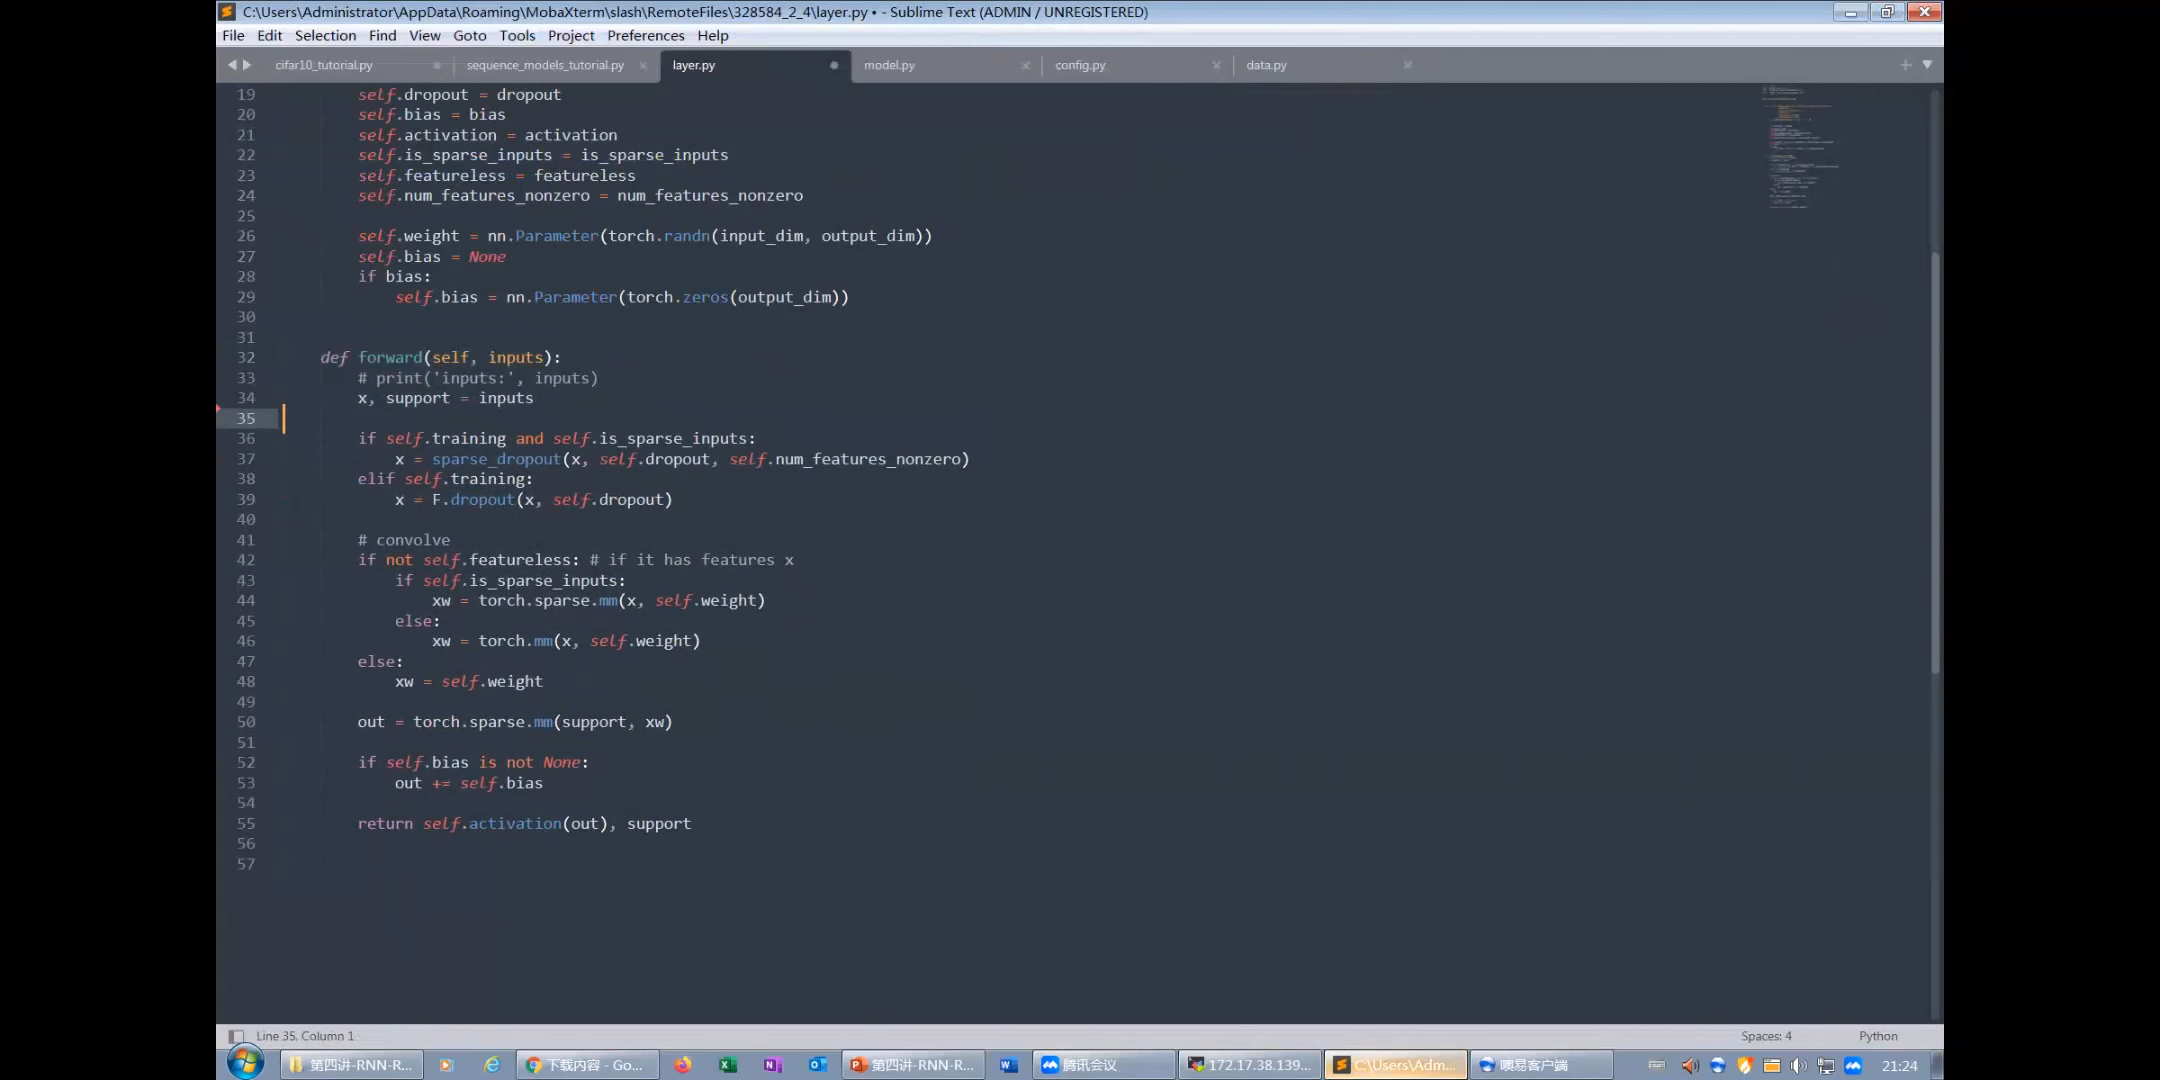 C:\Users\Administrator\AppData\Roaming\MobaXterm\slash\RemoteFiles\328584_2_4\layer.py • - Sublime Text (ADMIN / UNREGISTERED)
File Edit Selection Find View Goto Tools Project Preferences Help
cifar10_tutorial.py sequence_models_tutorial.py layer.py model.py config.py data.py
19 self.dropout = dropout
20 self.bias = bias
21 self.activation = activation
22 self.is_sparse_inputs = is_sparse_inputs
23 self.featureless = featureless
24 self.num_features_nonzero = num_features_nonzero
25
26 self.weight = nn.Parameter(torch.randn(input_dim, output_dim))
27 self.bias = None
28 if bias:
29 self.bias = nn.Parameter(torch.zeros(output_dim))
30
31
32 def forward(self, inputs):
33 # print('inputs:', inputs)
34 x, support = inputs
35
36 if self.training and self.is_sparse_inputs:
37 x = sparse_dropout(x, self.dropout, self.num_features_nonzero)
38 elif self.training:
39 x = F.dropout(x, self.dropout)
40
41 # convolve
42 if not self.featureless: # if it has features x
43 if self.is_sparse_inputs:
44 xw = torch.sparse.mm(x, self.weight)
45 else:
46 xw = torch.mm(x, self.weight)
47 else:
48 xw = self.weight
49
50 out = torch.sparse.mm(support, xw)
51
52 if self.bias is not None:
53 out += self.bias
54
55 return self.activation(out), support
56
57
Line 35, Column 1 Spaces: 4 Python
第四讲-RNN-R... 下载内容 - Go... 第四讲-RNN-R... 腾讯会议 172.17.38.139... C:\Users\Adm... 噢易客户端 21:24